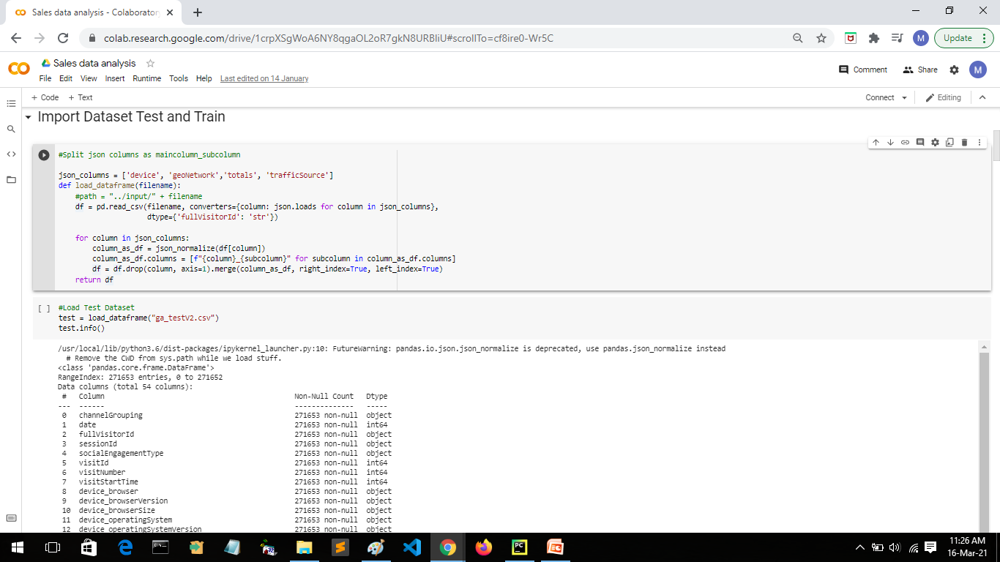 Sales data analysis - Colaboratory
colab.research.google.com/drive/1crpXSgWoA6NY8qgaOL2oR7gkN8URBIiU#scrollTo=cf8ire0-Wr5C
M
Update
Sales data analysis
File Edit View Insert Runtime Tools Help Last edited on 14 January
Comment
Share
M
+ Code + Text
Connect
Editing
Import Dataset Test and Train
#Split json columns as maincolumn_subcolumn
json_columns = ['device', 'geoNetwork','totals', 'trafficSource']
def load_dataframe(filename):
    #path = "../input/" + filename
    df = pd.read_csv(filename, converters={column: json.loads for column in json_columns},
                     dtype={'fullVisitorId': 'str'})
    for column in json_columns:
        column_as_df = json_normalize(df[column])
        column_as_df.columns = [f"{column}_{subcolumn}" for subcolumn in column_as_df.columns]
        df = df.drop(column, axis=1).merge(column_as_df, right_index=True, left_index=True)
    return df
[ ]
#Load Test Dataset
test = load_dataframe("ga_testV2.csv")
test.info()
/usr/local/lib/python3.6/dist-packages/ipykernel_launcher.py:10: FutureWarning: pandas.io.json.json_normalize is deprecated, use pandas.json_normalize instead
  # Remove the CWD from sys.path while we load stuff.
<class 'pandas.core.frame.DataFrame'>
RangeIndex: 271653 entries, 0 to 271652
Data columns (total 54 columns):
 #   Column                                             Non-Null Count   Dtype
---  ------                                             --------------   -----
 0   channelGrouping                                    271653 non-null  object
 1   date                                               271653 non-null  int64
 2   fullVisitorId                                      271653 non-null  object
 3   sessionId                                          271653 non-null  object
 4   socialEngagementType                               271653 non-null  object
 5   visitId                                            271653 non-null  int64
 6   visitNumber                                        271653 non-null  int64
 7   visitStartTime                                     271653 non-null  int64
 8   device_browser                                     271653 non-null  object
 9   device_browserVersion                              271653 non-null  object
 10  device_browserSize                                 271653 non-null  object
 11  device_operatingSystem                             271653 non-null  object
 12  device_operatingSystemVersion                      271653 non-null  object
11:26 AM
16-Mar-21